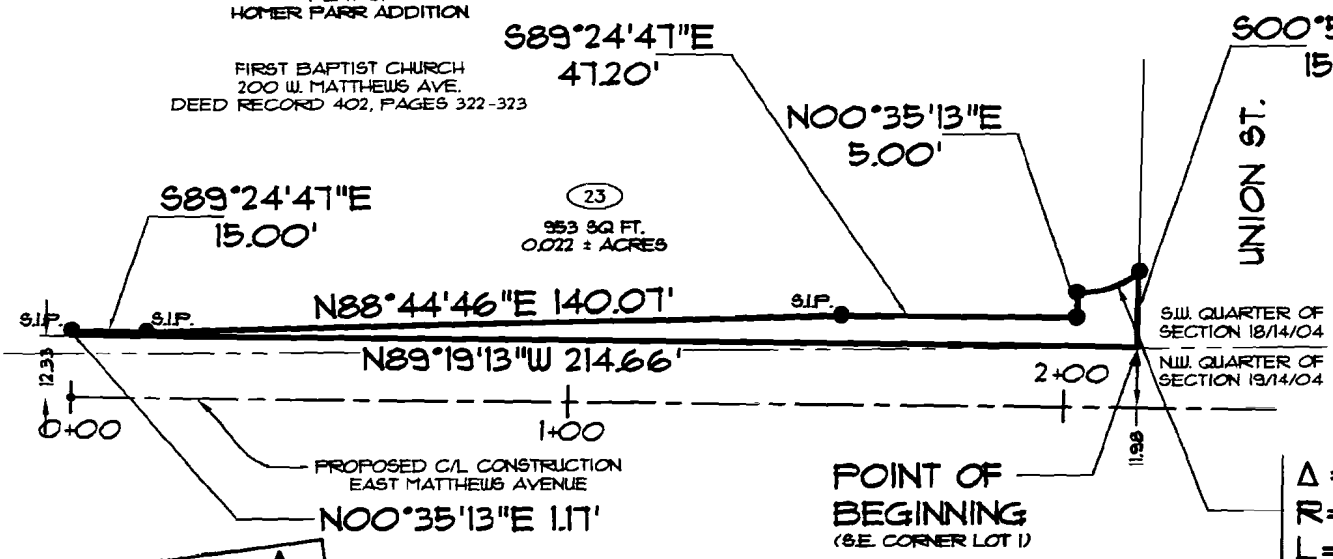 HOMER PARR ADDITION
FIRST BAPTIST CHURCH
200 W. MATTHEWS AVE.
DEED RECORD 402, PAGES 322-323
S89°24'47"E
47.20'
S00°
15
N00°35'13"E
5.00'
UNION ST.
S89°24'47"E
15.00'
23
953 SQ FT.
0.022 ± ACRES
N88°44'46"E 140.07'
S.I.P.
S.I.P.
S.I.P.
S.W. QUARTER OF
SECTION 18/14/04
N89°19'13"W 214.66'
N.W. QUARTER OF
SECTION 19/14/04
12.33
2+00
0+00
1+00
11.98
PROPOSED C/L CONSTRUCTION
EAST MATTHEWS AVENUE
N00°35'13"E 1.17'
POINT OF
BEGINNING
(S.E. CORNER LOT 1)
Δ =
R=
L=